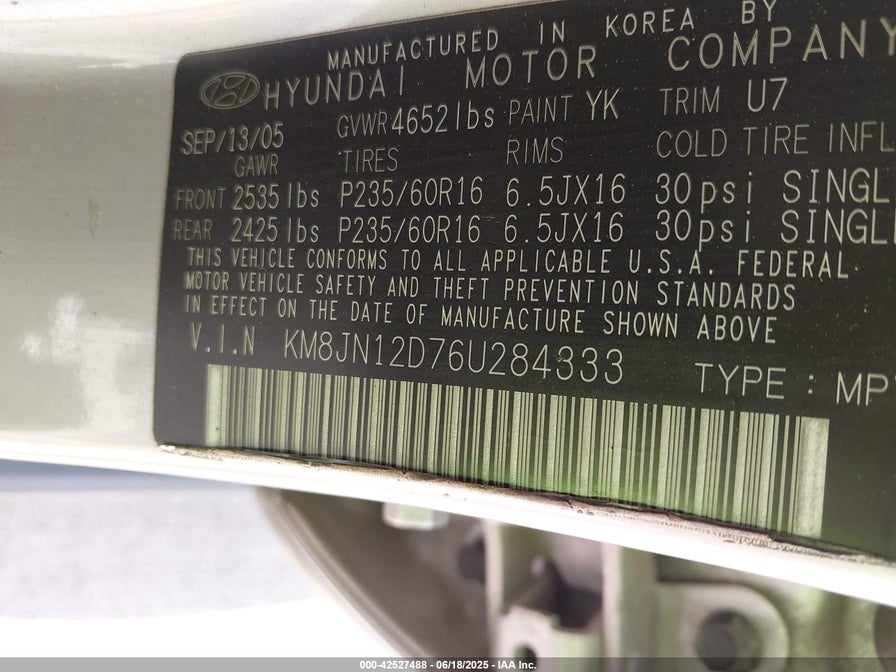 MANUFACTURED IN KOREA BY
HYUNDAI MOTOR COMPANY
SEP/13/05 GVWR 4652 lbs PAINT YK TRIM U7
GAWR TIRES RIMS COLD TIRE INFL
FRONT 2535 lbs P235/60R16 6.5JX16 30psi SINGL
REAR 2425 lbs P235/60R16 6.5JX16 30psi SINGL
THIS VEHICLE CONFORMS TO ALL APPLICABLE U.S.A. FEDERAL
MOTOR VEHICLE SAFETY AND THEFT PREVENTION STANDARDS
IN EFFECT ON THE DATE OF MANUFACTURE SHOWN ABOVE
V.I.N KM8JN12D76U284333 TYPE : MP
000-42527488 - 06/18/2025 - IAA Inc.